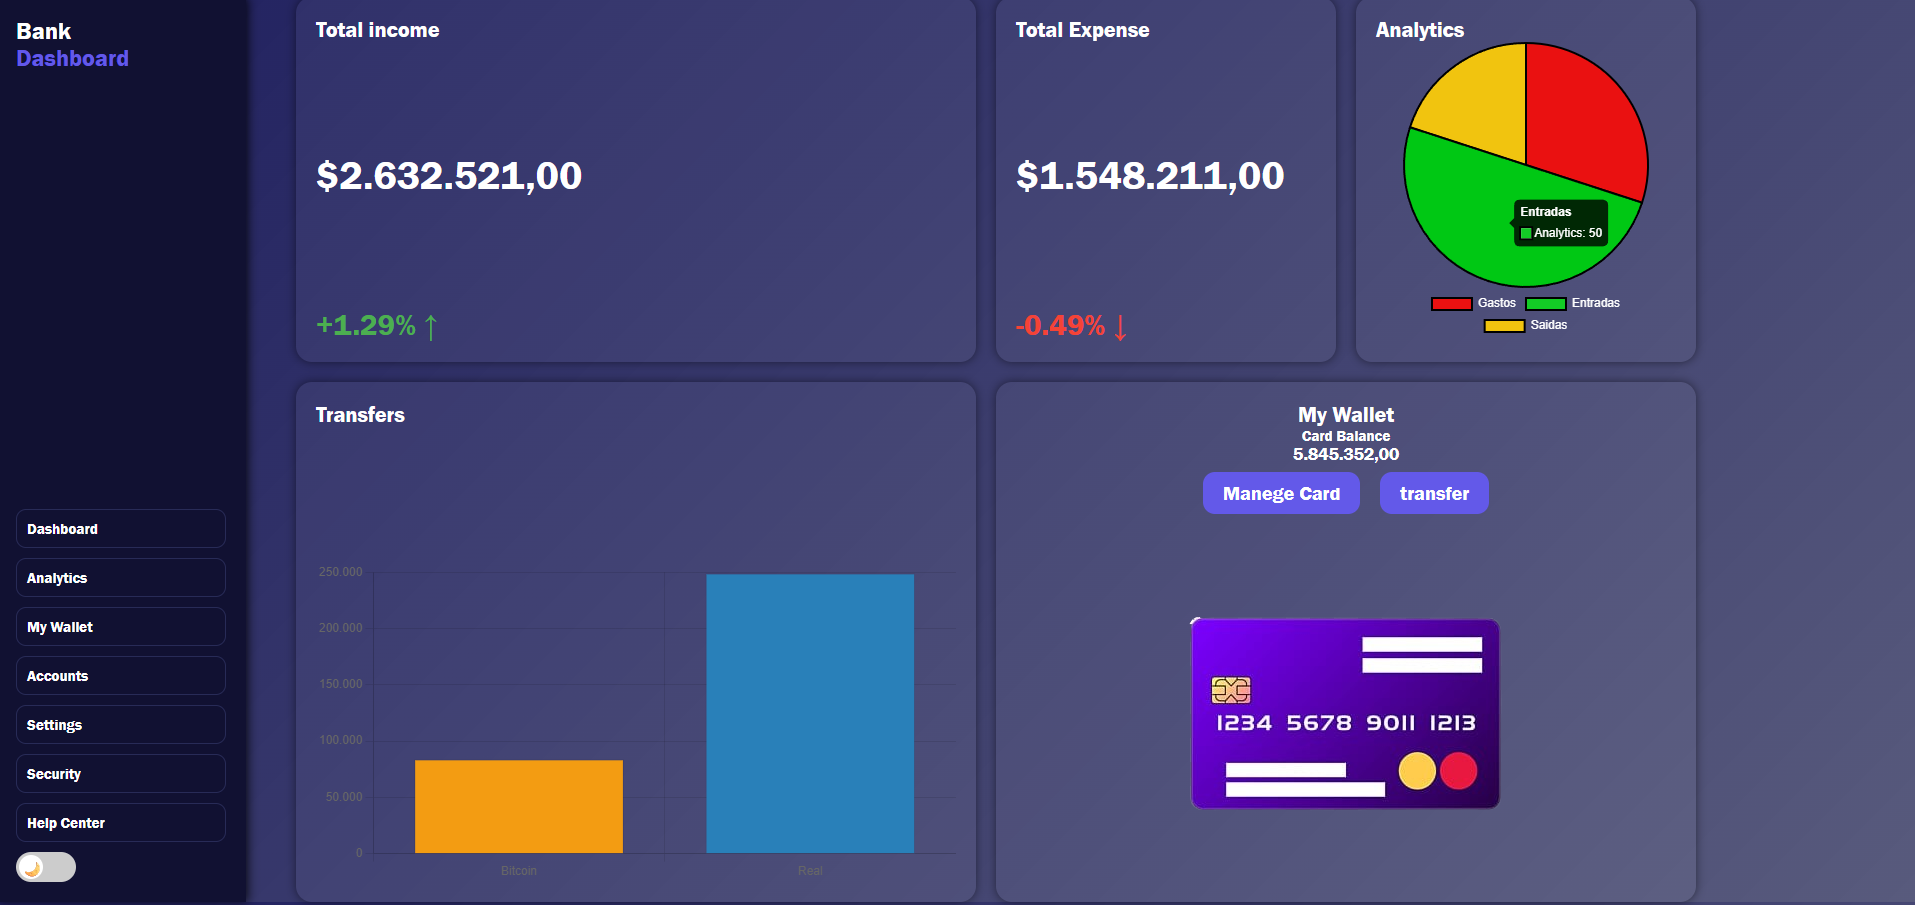 Bank
Dashboard
Dashboard
Analytics
My Wallet
Accounts
Settings
Security
Help Center
Total income
$2.632.521,00
+1.29% ↑
Total Expense
$1.548.211,00
-0.49% ↓
Analytics
Entradas
Analytics: 50
Gastos Entradas
Saidas
Transfers
250.000
200.000
150.000
100.000
50.000
0
Bitcoin Real
My Wallet
Card Balance
5.845.352,00
Manege Card transfer
1234 5678 9011 1213